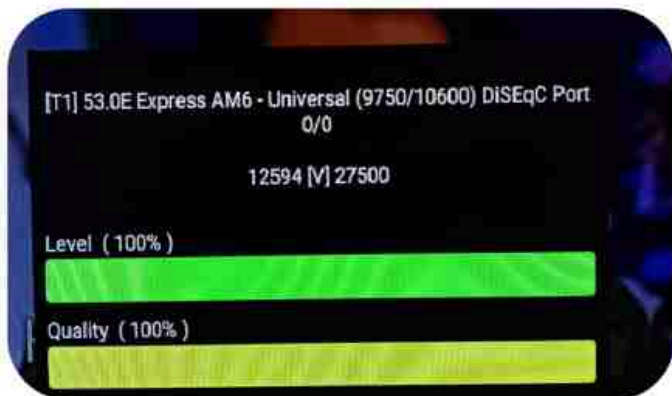 [T1] 53.0E Express AM6 - Universal (9750/10600) DiSEqC Port
0/0
12594 [V] 27500
Level ( 100% )
Quality ( 100% )